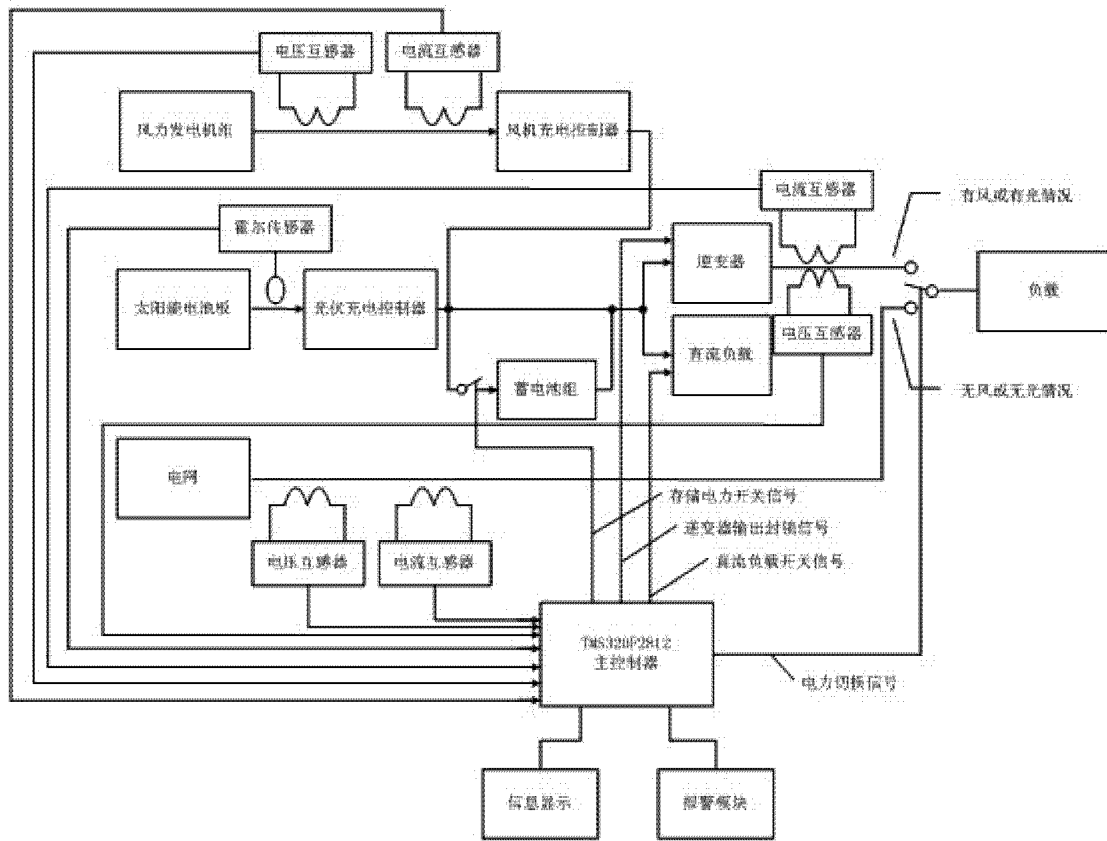 电压互感器
电流互感器
风力发电机组
风机充电控制器
电流互感器
有风或有光情况
霍尔传感器
逆变器
负载
太阳能电池板
光伏充电控制器
直流负载
电压互感器
蓄电池组
无风或无光情况
电网
存储电力开关信号
逆变器输出封锁信号
电压互感器
电流互感器
直流负载开关信号
TMS320F2812
主控制器
电力切换信号
信息显示
报警模块